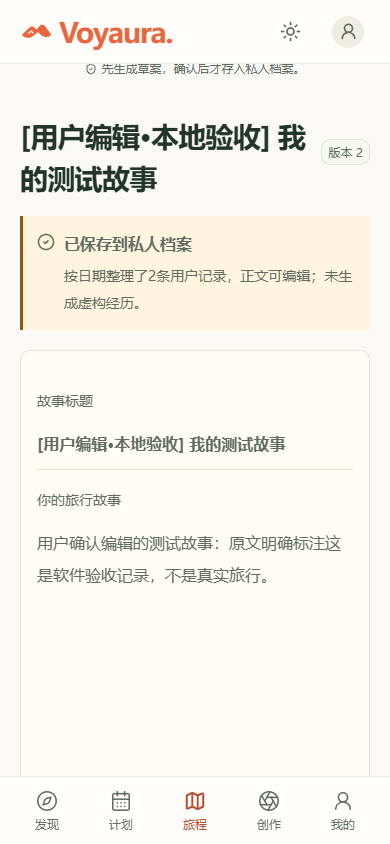 Voyaura.
先生成草案，确认后才存入私人档案。
[用户编辑•本地验收] 我
的测试故事
版本 2
已保存到私人档案
按日期整理了2条用户记录，正文可编辑；未生
成虚构经历。
故事标题
[用户编辑•本地验收] 我的测试故事
你的旅行故事
用户确认编辑的测试故事：原文明确标注这
是软件验收记录，不是真实旅行。
发现
计划
旅程
创作
我的